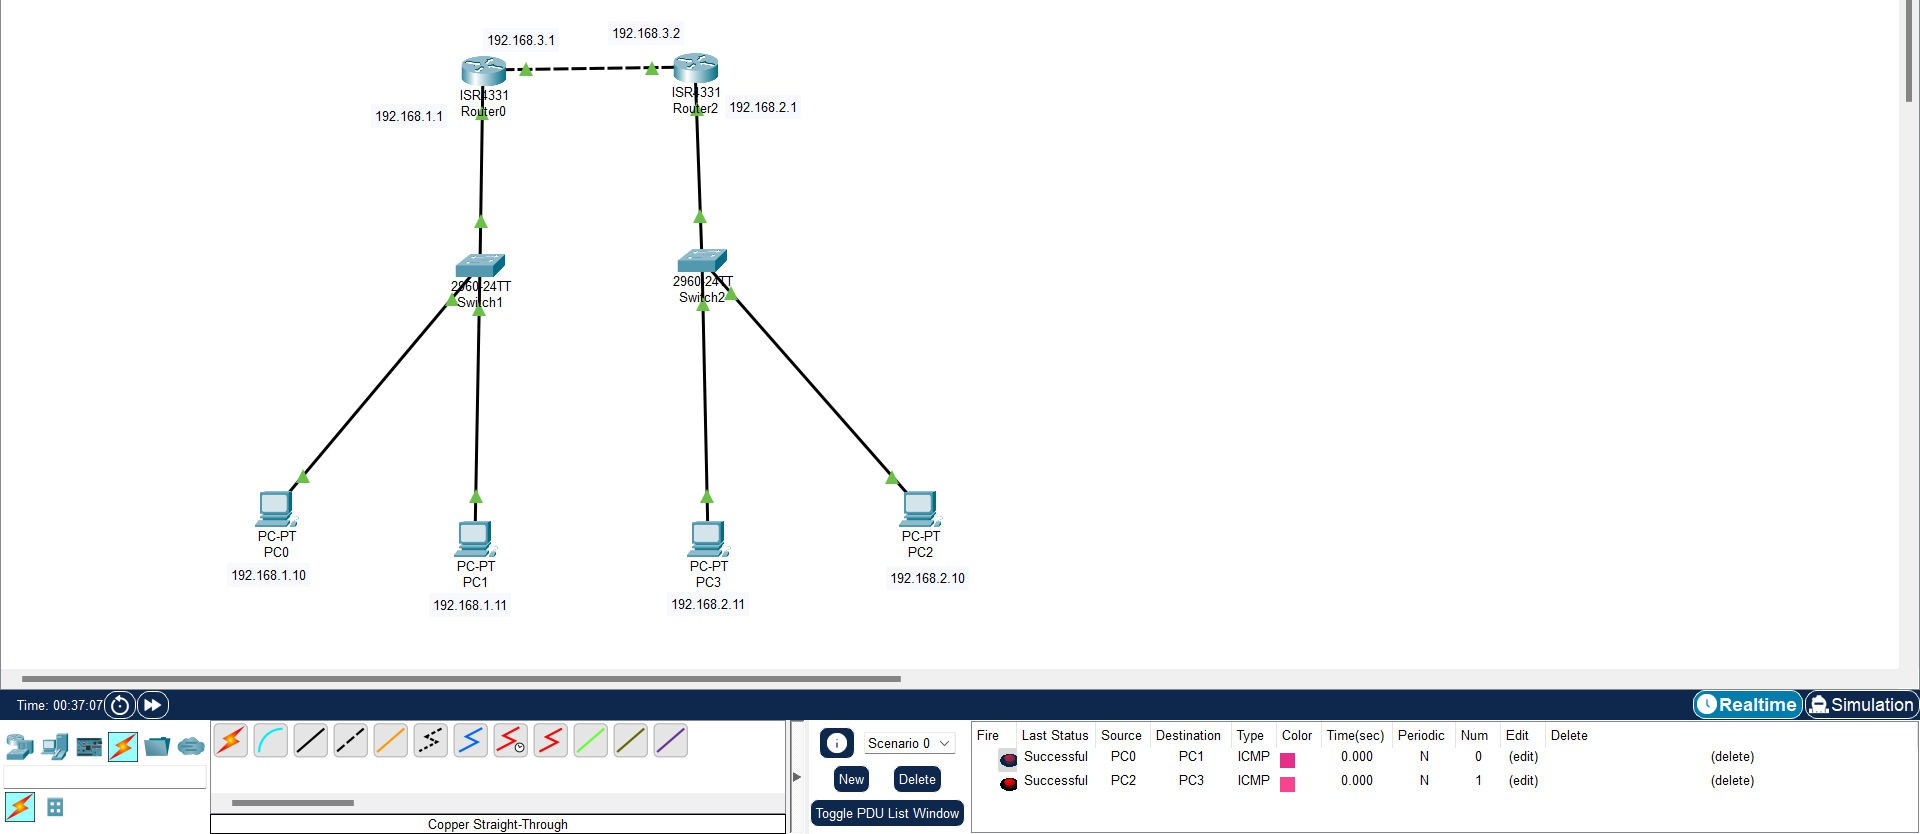 192.168.3.1
192.168.3.2
ISR4331
Router0
ISR4331
Router2
192.168.1.1
192.168.2.1
2960-24TT
Switch1
2960-24TT
Switch2
PC-PT
PC0
192.168.1.10
PC-PT
PC1
192.168.1.11
PC-PT
PC3
192.168.2.11
PC-PT
PC2
192.168.2.10
Time: 00:37:07
Realtime
Simulation
Copper Straight-Through
Scenario 0
New
Delete
Toggle PDU List Window
Fire Last Status Source Destination Type Color Time(sec) Periodic Num Edit Delete
Successful PC0 PC1 ICMP 0.000 N 0 (edit) (delete)
Successful PC2 PC3 ICMP 0.000 N 1 (edit) (delete)